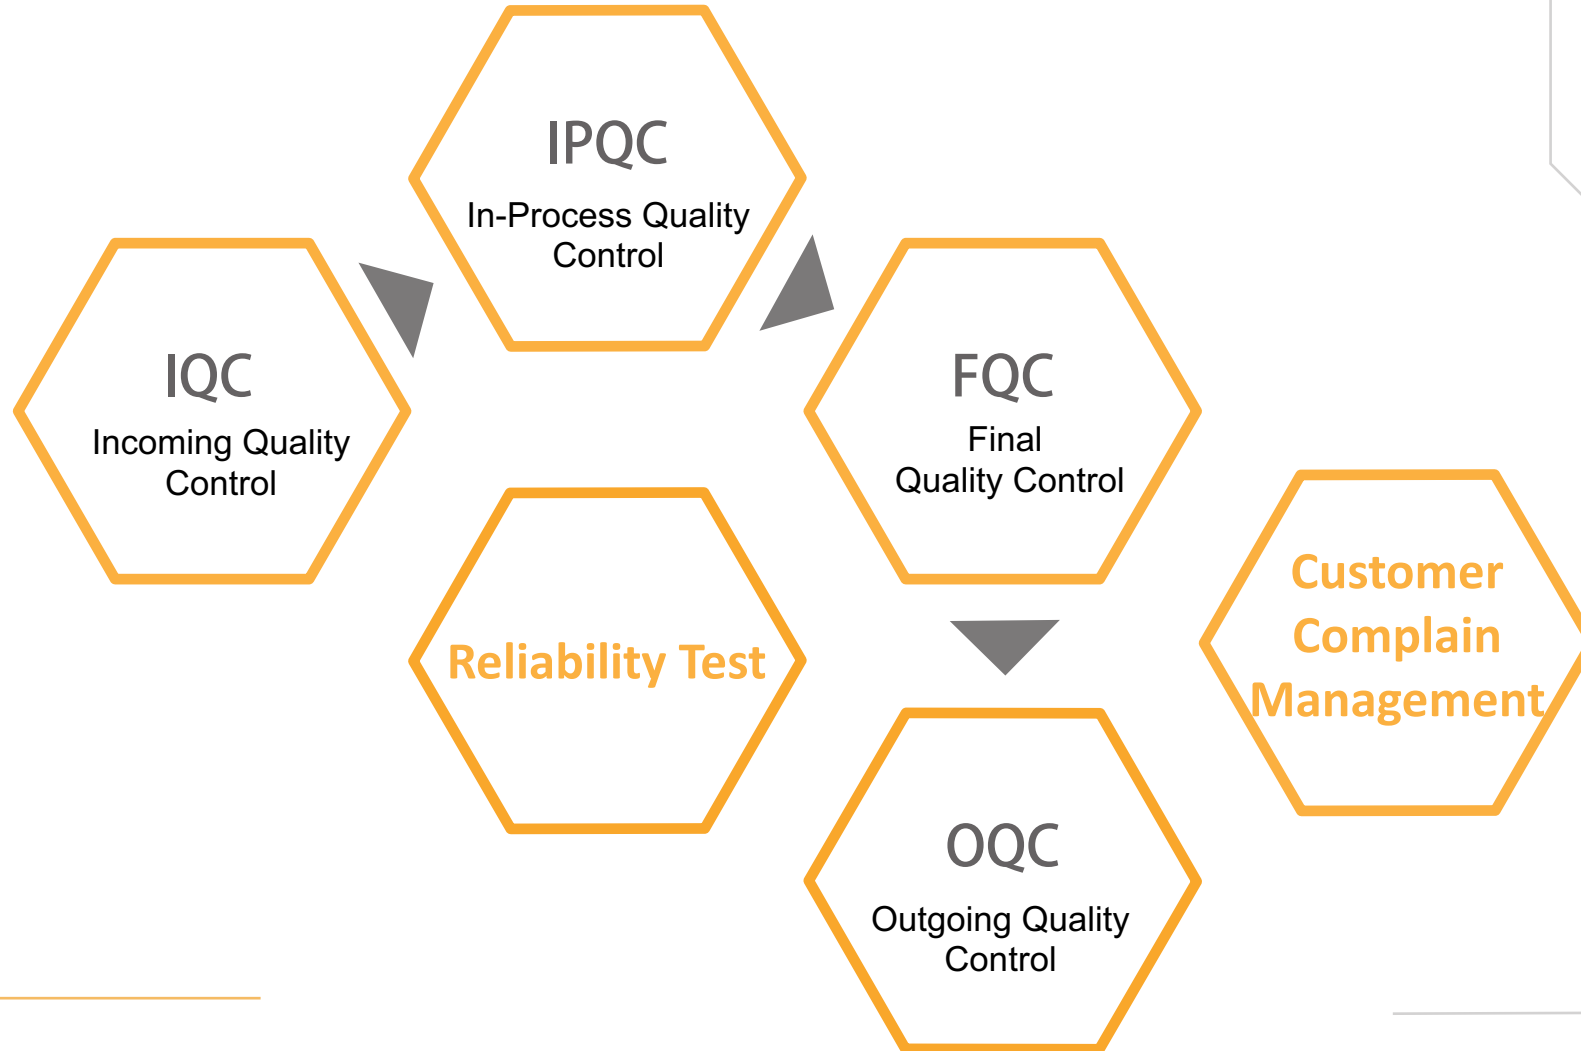 IPQC
In-Process Quality
Control
IQC
Incoming Quality
Control
FQC
Final
Quality Control
Reliability Test
Customer
Complain
Management
OQC
Outgoing Quality
Control